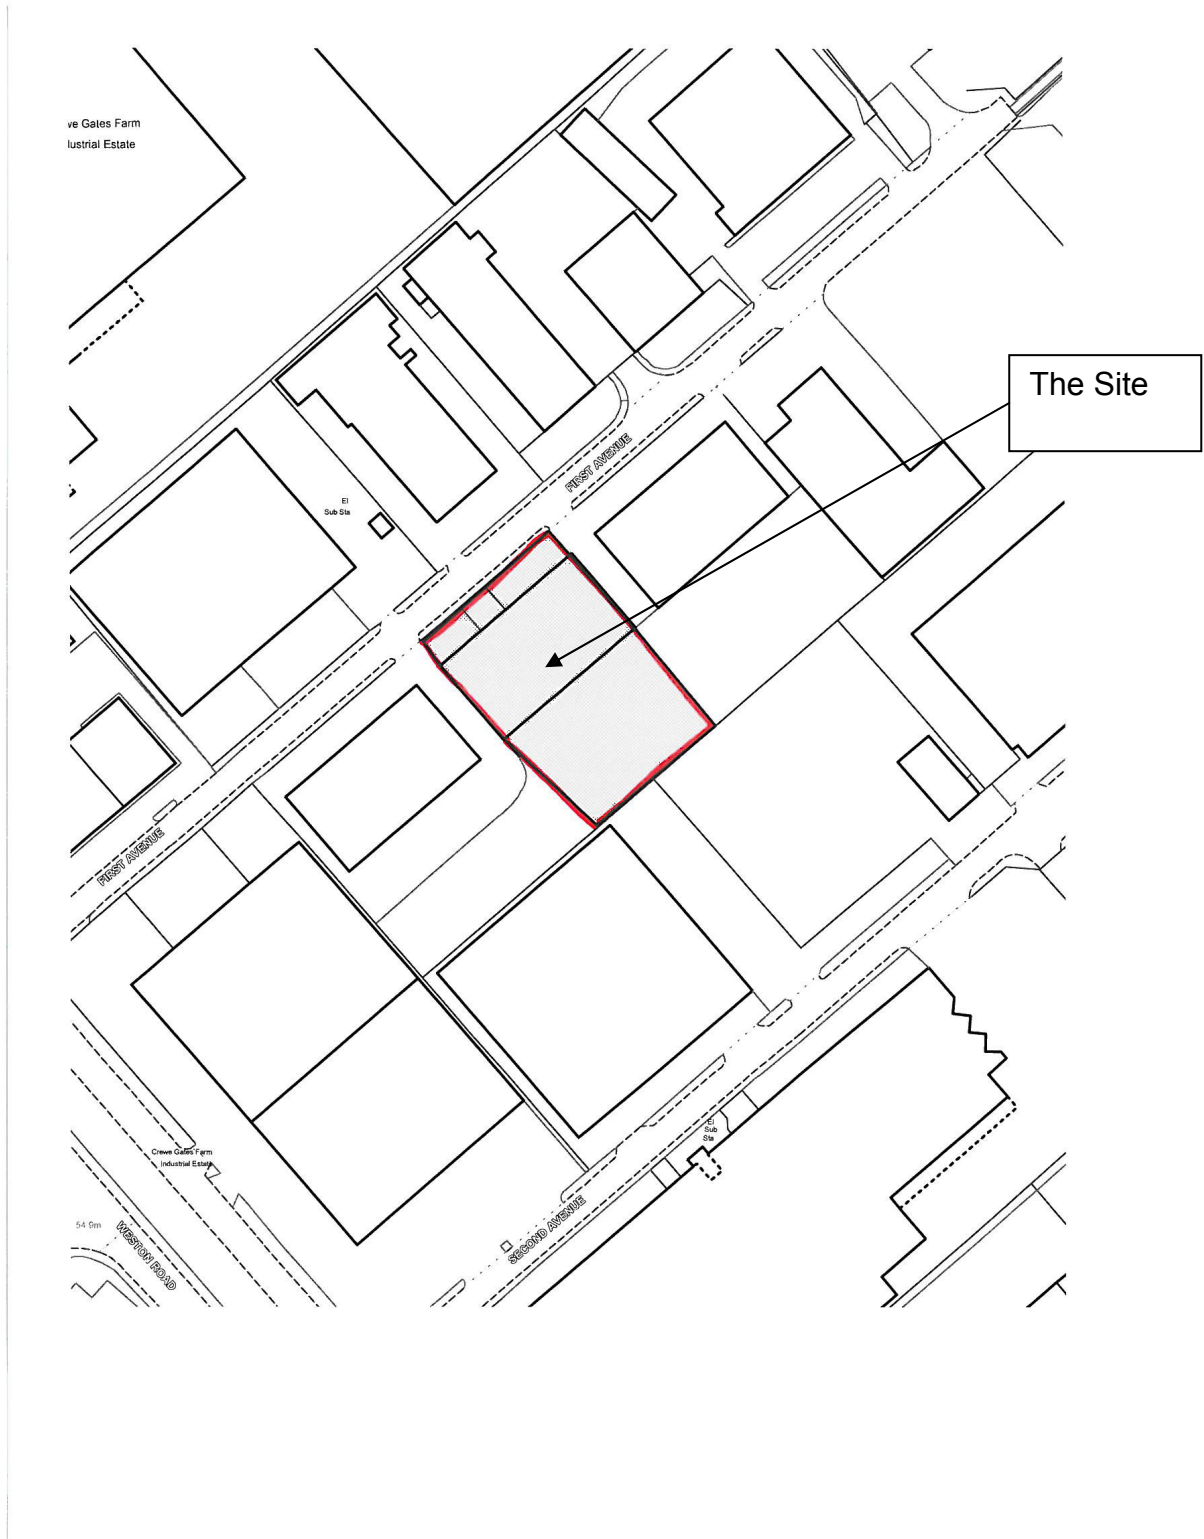 ve Gates Farm
lustrial Estate
The Site
FIRST AVENUE
El
Sub Sta
FIRST AVENUE
El
Sub
Sta
Crewe Gates Farm
Industrial Estate
54.9m
WESTON ROAD
SECOND AVENUE